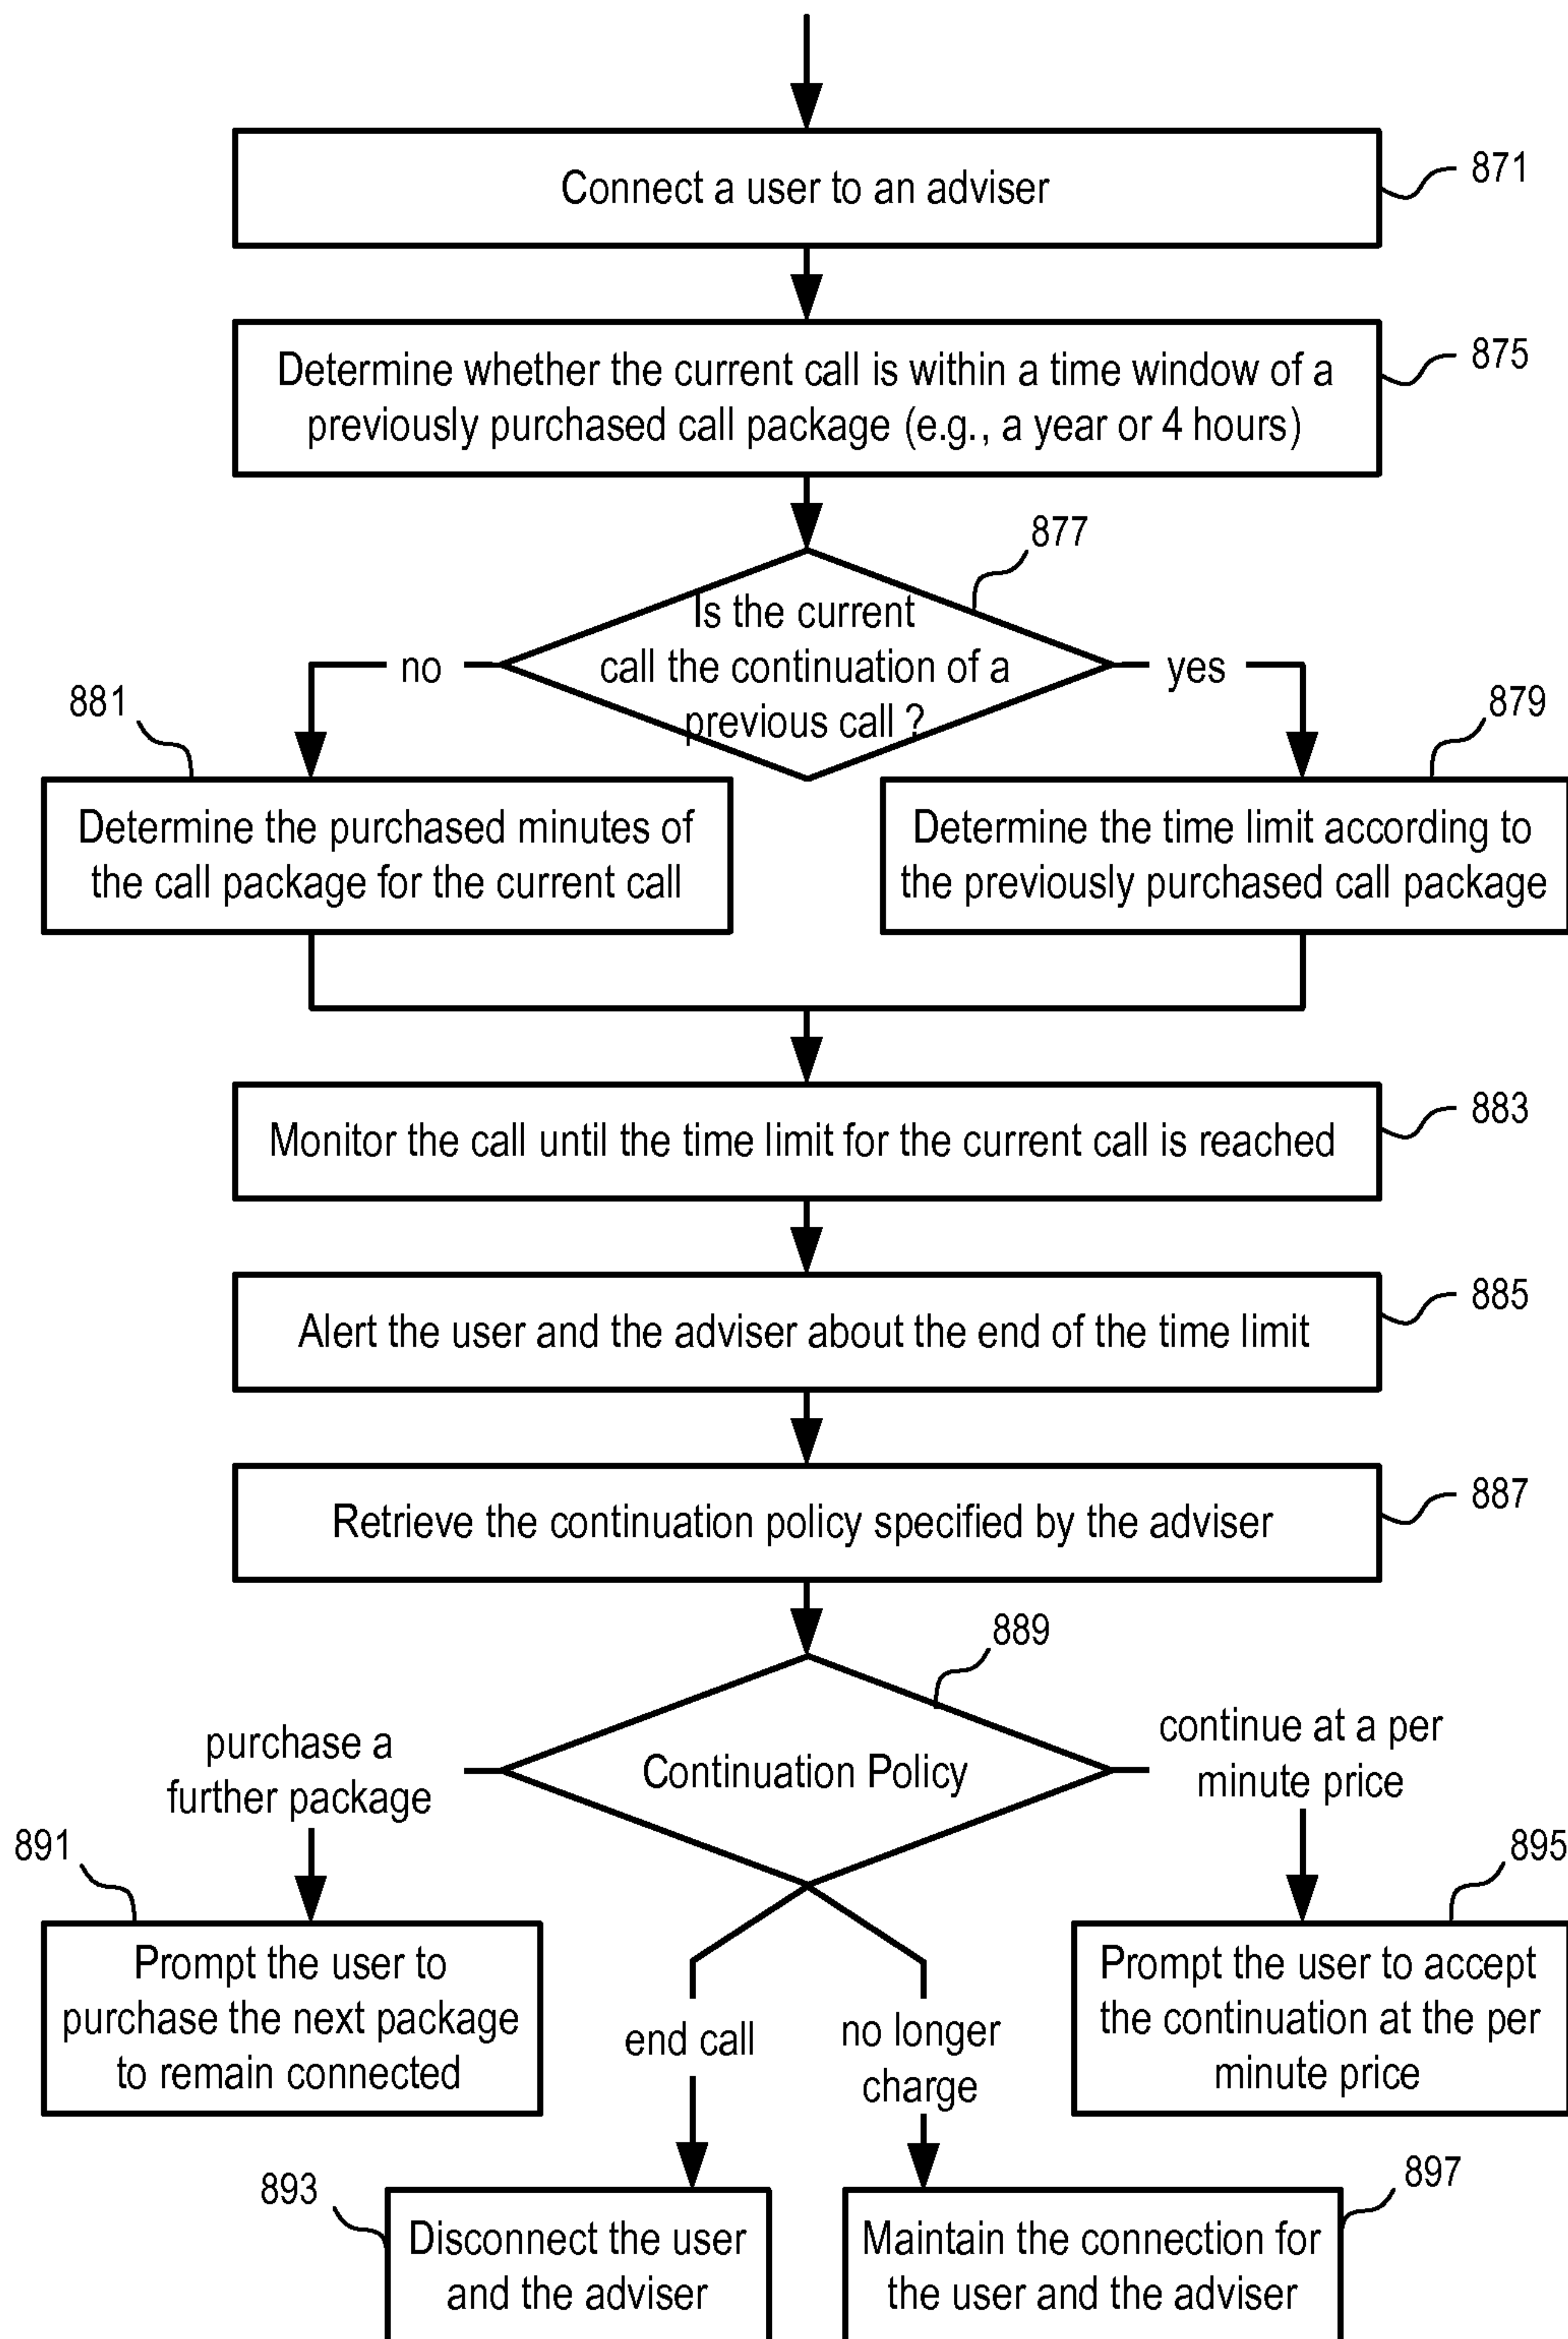 Connect a user to an adviser
871
Determine whether the current call is within a time window of a
previously purchased call package (e.g., a year or 4 hours)
875
877
Is the current
call the continuation of a
previous call ?
no
yes
881
879
Determine the purchased minutes of
the call package for the current call
Determine the time limit according to
the previously purchased call package
Monitor the call until the time limit for the current call is reached
883
Alert the user and the adviser about the end of the time limit
885
Retrieve the continuation policy specified by the adviser
887
889
Continuation Policy
purchase a
further package
continue at a per
minute price
891
895
Prompt the user to
purchase the next package
to remain connected
Prompt the user to accept
the continuation at the per
minute price
end call
no longer
charge
893
897
Disconnect the user
and the adviser
Maintain the connection for
the user and the adviser